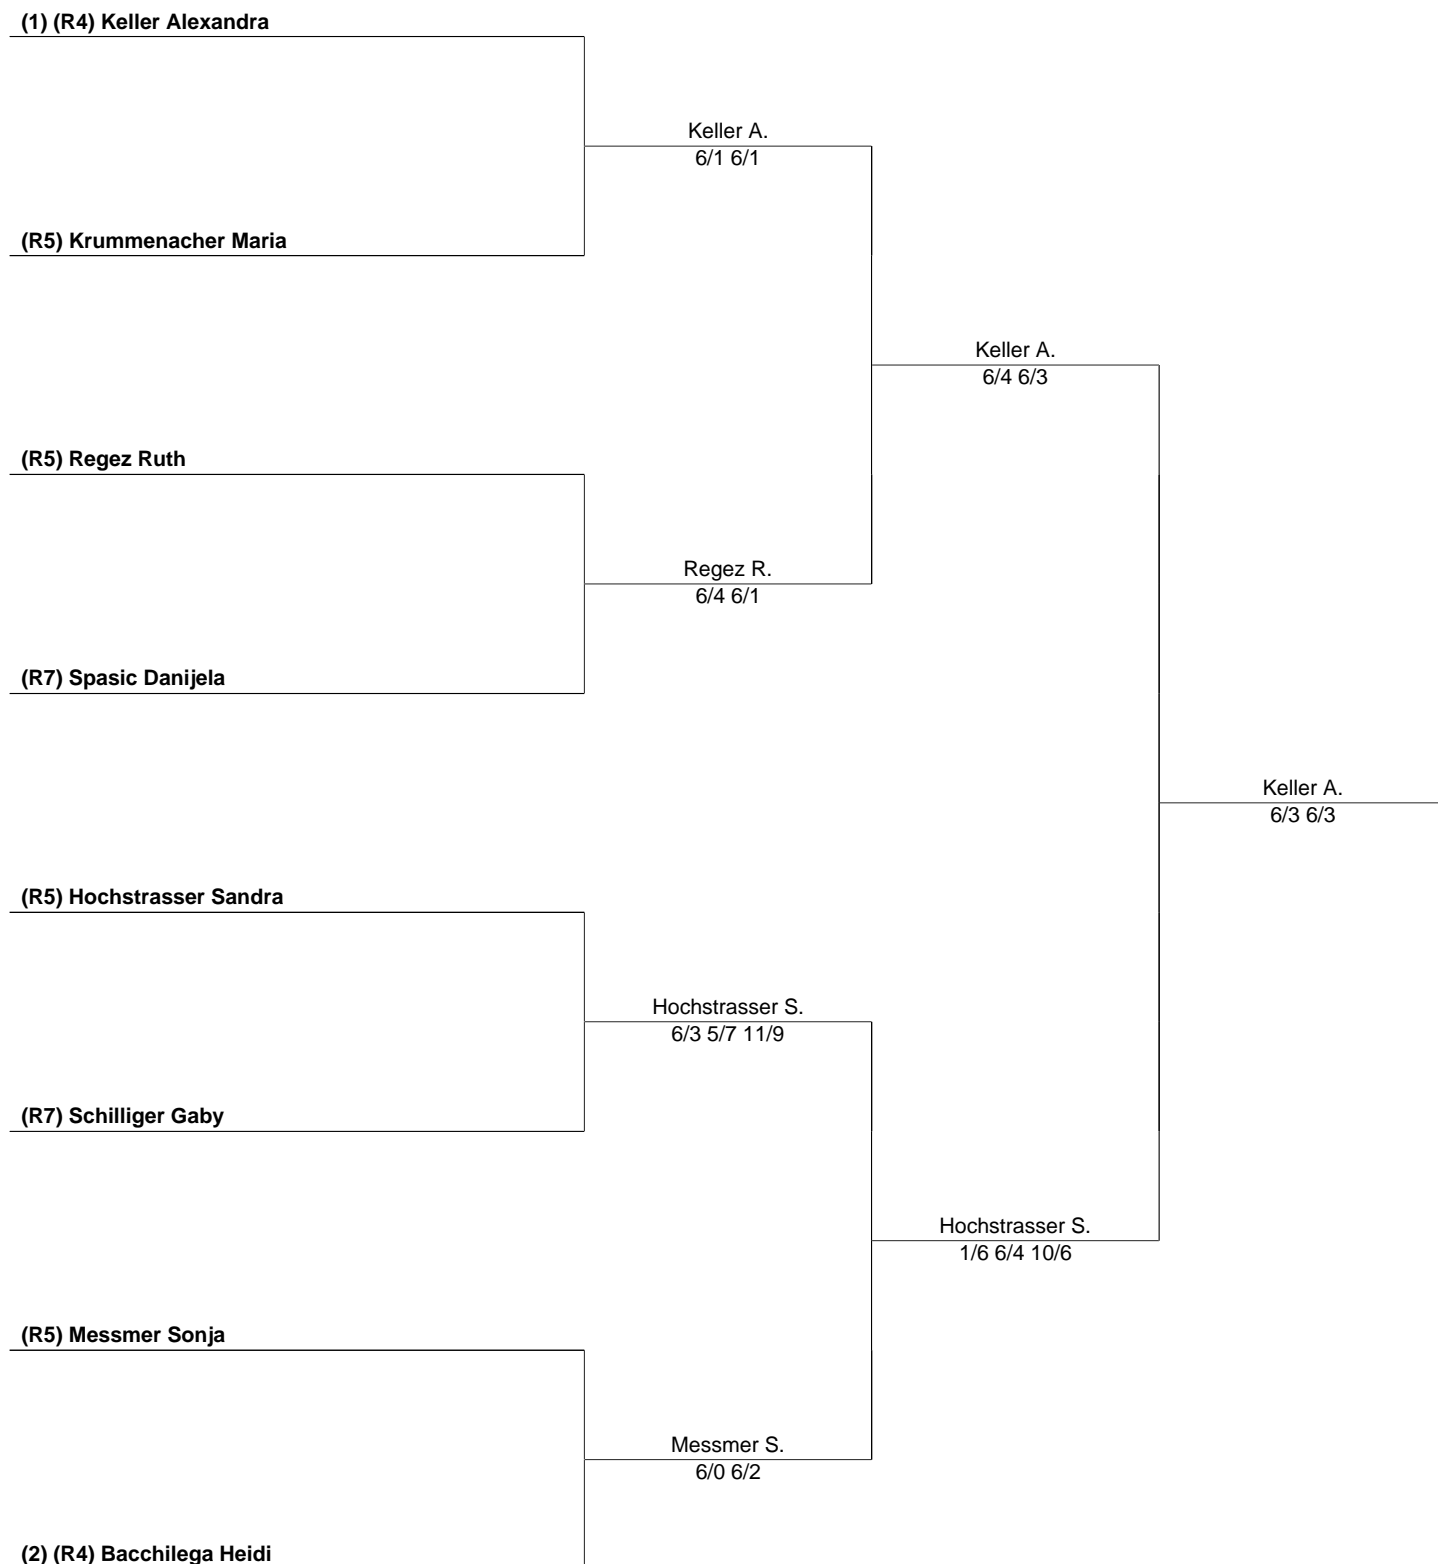 (1) (R4) Keller Alexandra
Keller A.
6/1 6/1
(R5) Krummenacher Maria
Keller A.
6/4 6/3
(R5) Regez Ruth
Regez R.
6/4 6/1
(R7) Spasic Danijela
Keller A.
6/3 6/3
(R5) Hochstrasser Sandra
Hochstrasser S.
6/3 5/7 11/9
(R7) Schilliger Gaby
Hochstrasser S.
1/6 6/4 10/6
(R5) Messmer Sonja
Messmer S.
6/0 6/2
(2) (R4) Bacchilega Heidi